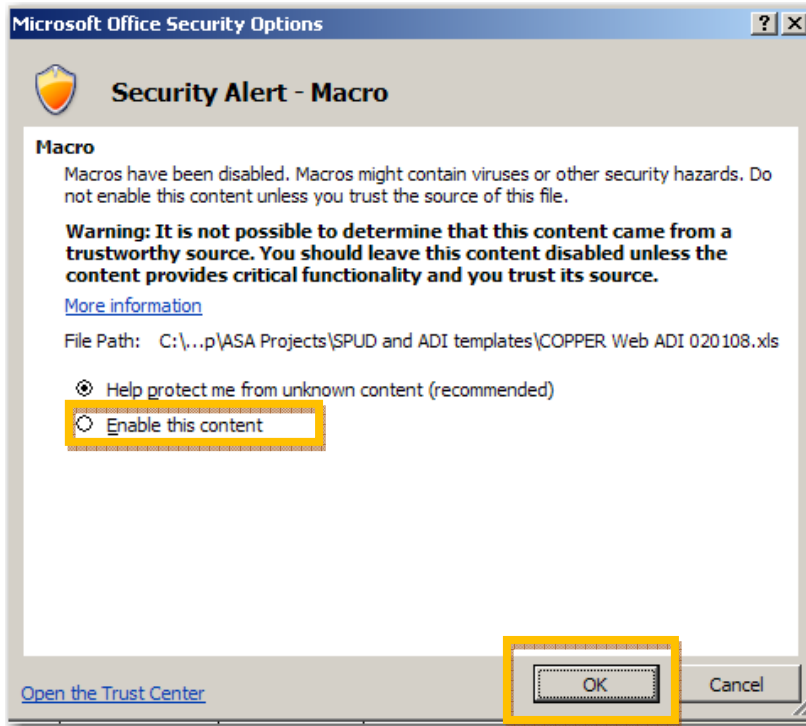 Microsoft Office Security Options
Security Alert - Macro
Macro
Macros have been disabled. Macros might contain viruses or other security hazards. Do
not enable this content unless you trust the source of this file.
Warning: It is not possible to determine that this content came from a
trustworthy source. You should leave this content disabled unless the
content provides critical functionality and you trust its source.
More information
File Path: C:\...p\ASA Projects\SPUD and ADI templates\COPPER Web ADI 020108.xls
Help protect me from unknown content (recommended)
Enable this content
Open the Trust Center
OK
Cancel